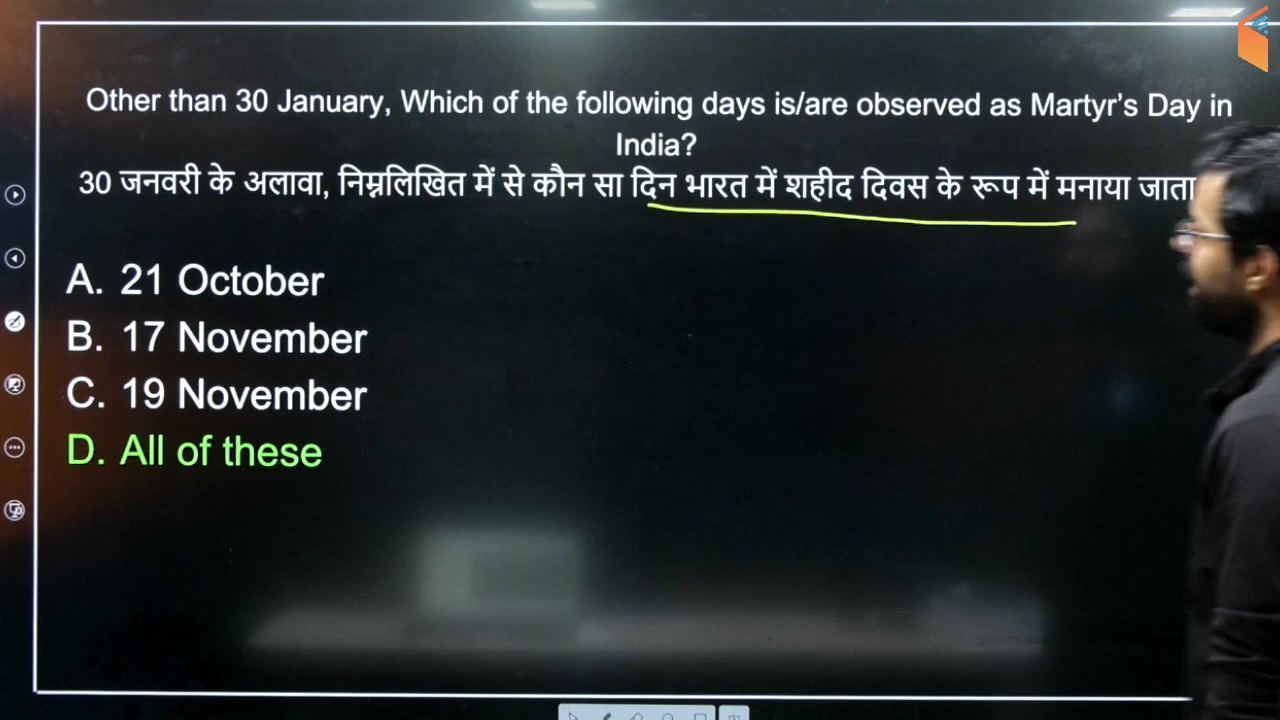 Other than 30 January, Which of the following days is/are observed as Martyr's Day in
India?
30 जनवरी के अलावा, निम्नलिखित में से कौन सा दिन भारत में शहीद दिवस के रूप में मनाया जाता
A. 21 October
B. 17 November
C. 19 November
D. All of these